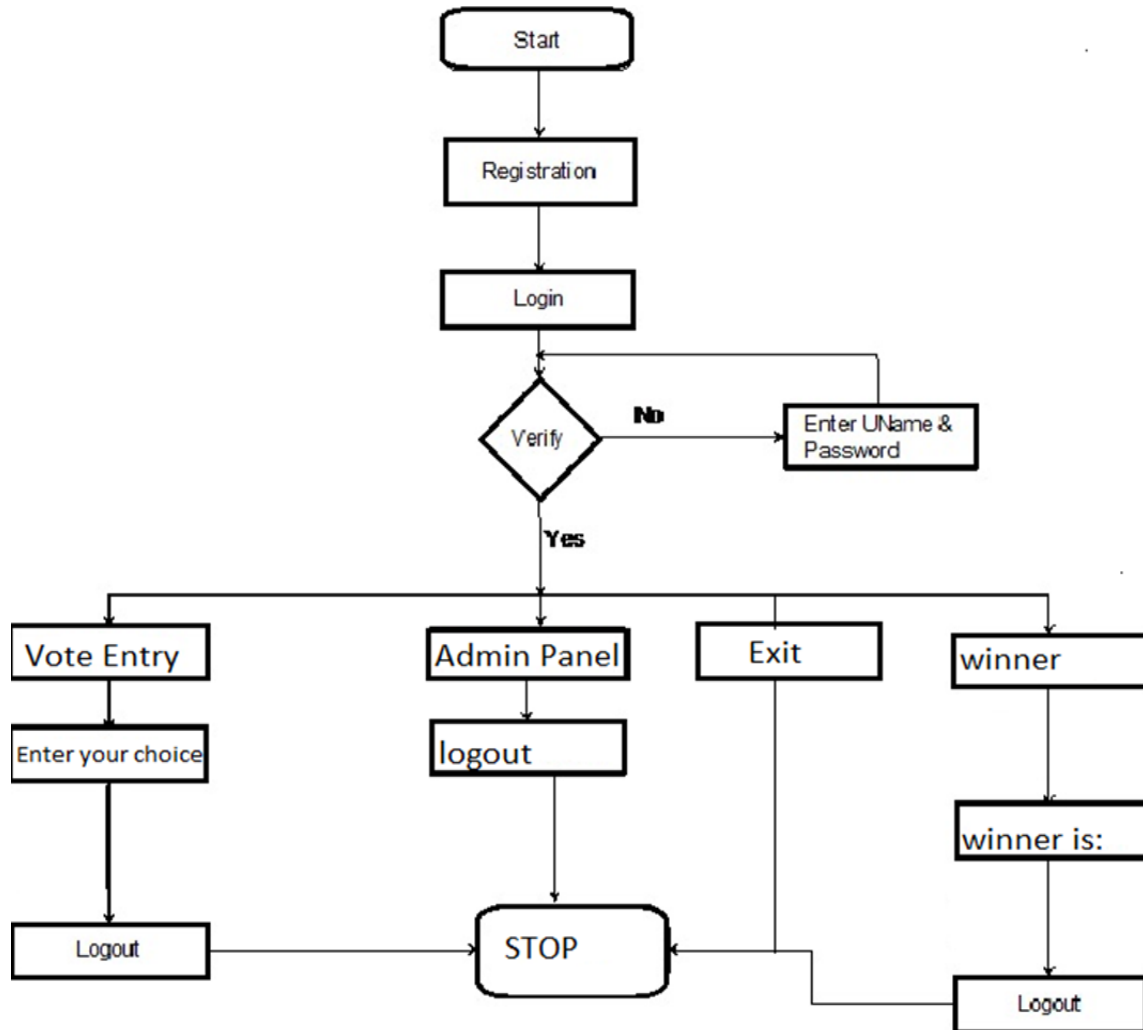 Start
Registration
Login
Verify
No
Enter UName &
Password
Yes
Vote Entry
Admin Panel
Exit
winner
Enter your choice
logout
winner is:
Logout
STOP
Logout